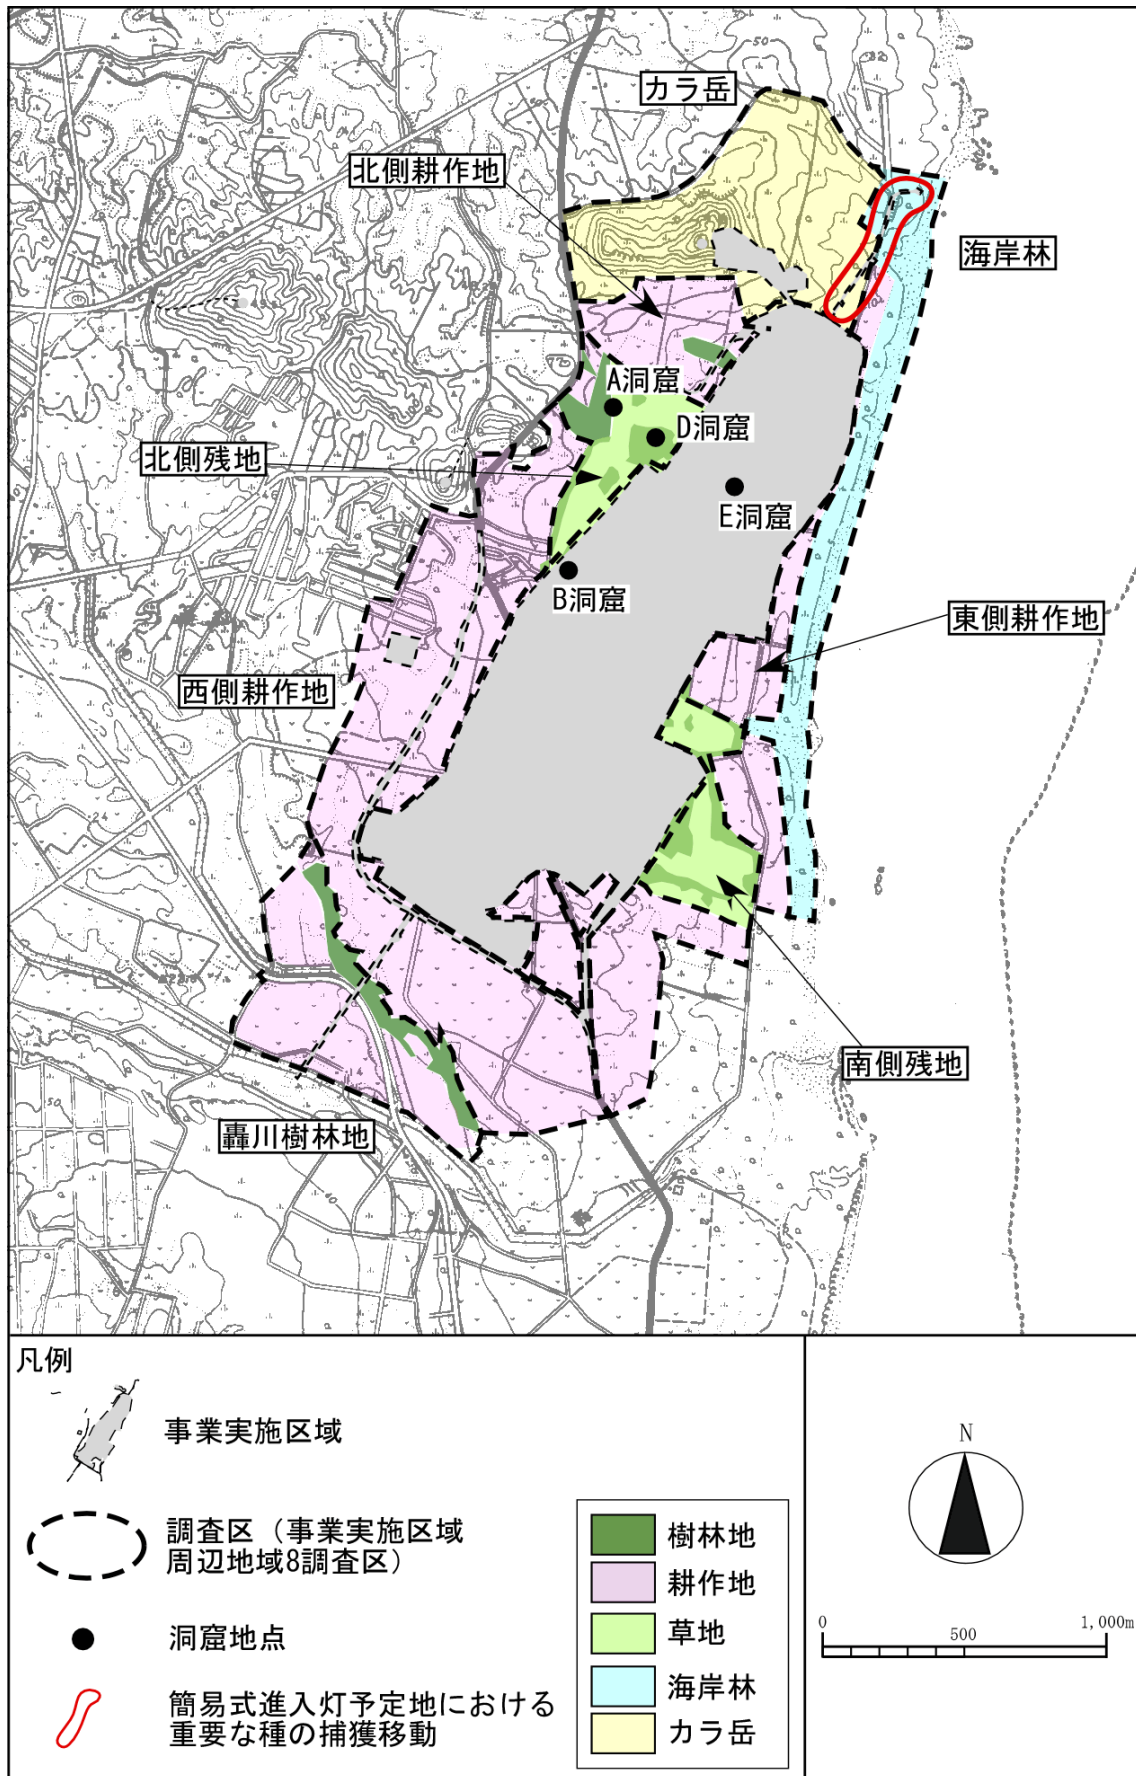 カラ岳
北側耕作地
海岸林
A洞窟
D洞窟
北側残地
E洞窟
B洞窟
東側耕作地
西側耕作地
南側残地
轟川樹林地
凡例
事業実施区域
調査区（事業実施区域
周辺地域8調査区）
洞窟地点
簡易式進入灯予定地における
重要な種の捕獲移動
樹林地
耕作地
草地
海岸林
カラ岳
N
0 500 1,000m